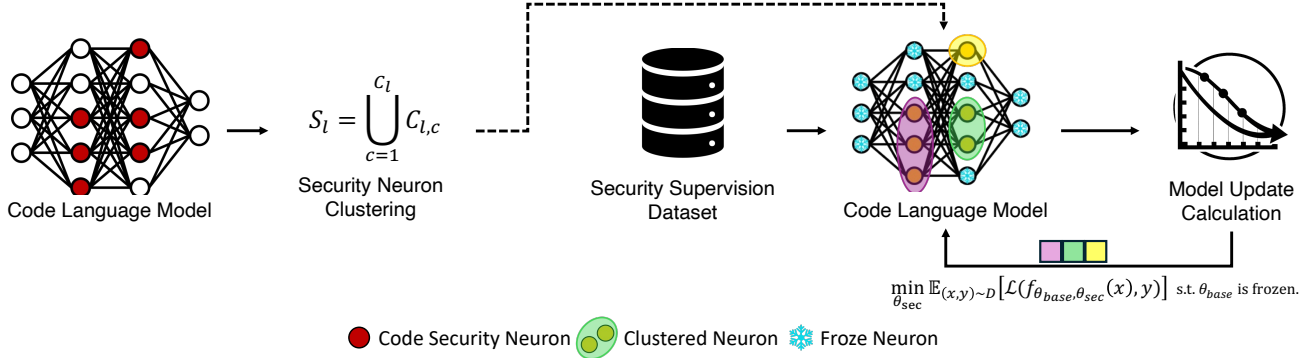 C_l
S_l = ⋃ C_{l,c}
c=1
Code Language Model
Security Neuron
Clustering
Security Supervision
Dataset
Code Language Model
Model Update
Calculation
min_{θ_sec} 𝔼_{(x,y)~D}[ℒ(f_{θ_base,θ_sec}(x), y)] s.t. θ_base is frozen.
Code Security Neuron
Clustered Neuron
Froze Neuron